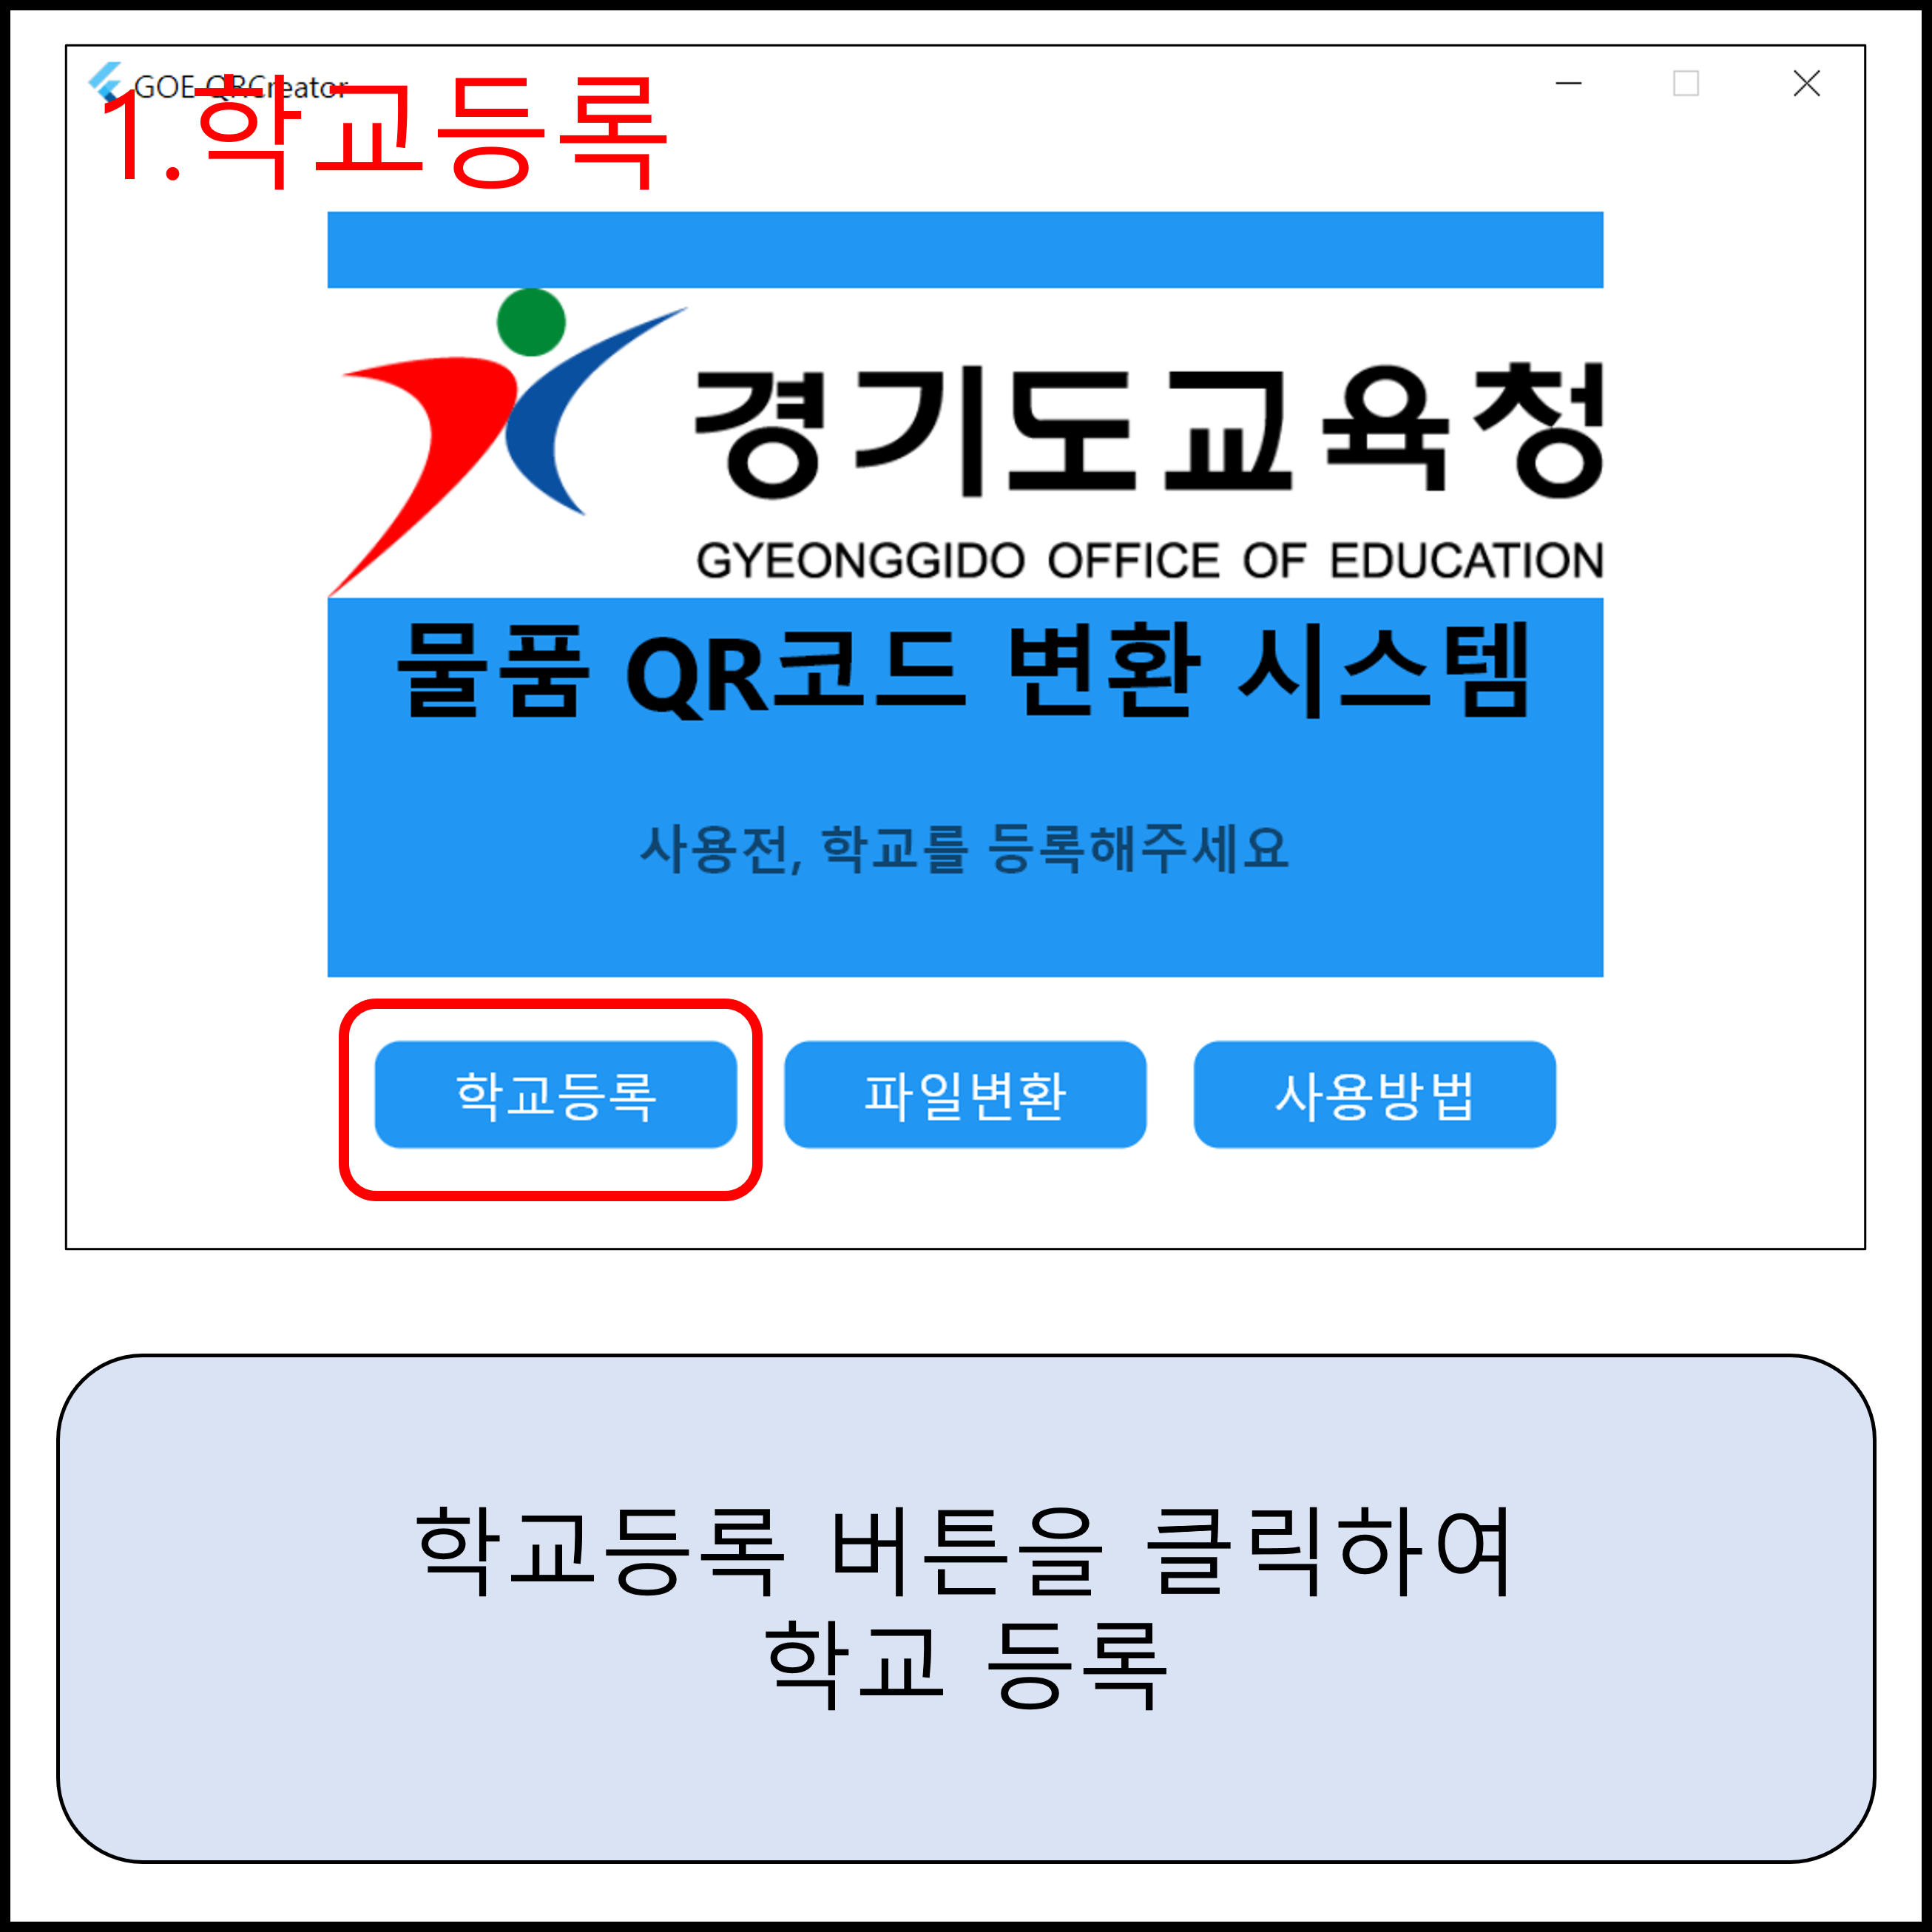 GOE QRCreator
1.학교등록
경기도교육청
GYEONGGIDO OFFICE OF EDUCATION
물품 QR코드 변환 시스템
사용전, 학교를 등록해주세요
학교등록 파일변환 사용방법
학교등록 버튼을 클릭하여
학교 등록